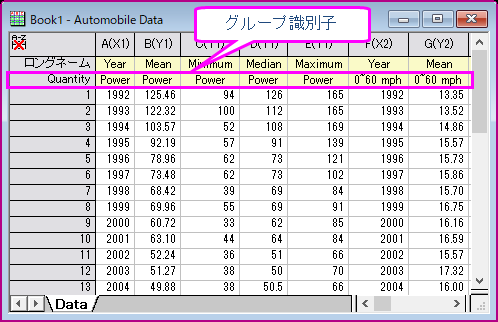 Book1 - Automobile Data
グループ識別子
A(X1) B(Y1) C(Y1) D(Y1) E(Y1) F(X2) G(Y2)
ロングネーム Year Mean Minimum Median Maximum Year Mean
Quantity Power Power Power Power Power 0~60 mph 0~60 mph
1 1992 125.46 94 126 165 1992 13.35
2 1993 122.32 100 112 165 1993 13.52
3 1994 103.57 52 108 169 1994 14.86
4 1995 92.19 57 91 139 1995 15.57
5 1996 78.96 62 73 121 1996 15.73
6 1997 73.48 62 73 102 1997 15.86
7 1998 68.42 39 69 84 1998 15.70
8 1999 69.96 55 69 91 1999 15.75
9 2000 60.72 33 62 85 2000 16.16
10 2001 63.10 44 64 84 2001 16.59
11 2002 52.24 36 51 66 2002 15.57
12 2003 51.27 38 50 70 2003 17.32
13 2004 49.88 38 50.5 66 2004 16.00
Data